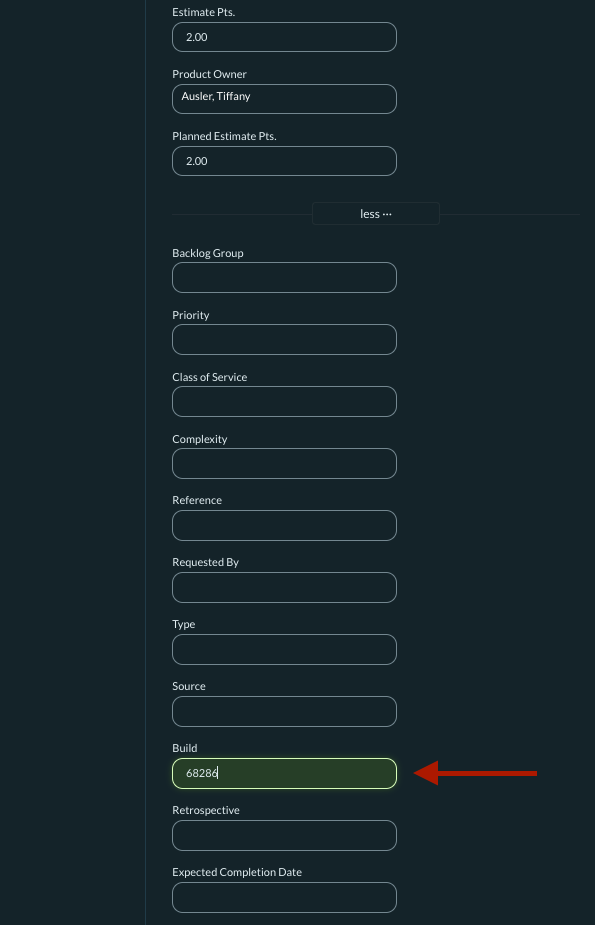 Estimate Pts.
2.00
Product Owner
Ausler, Tiffany
Planned Estimate Pts.
2.00
less ···
Backlog Group
Priority
Class of Service
Complexity
Reference
Requested By
Type
Source
Build
68286
Retrospective
Expected Completion Date